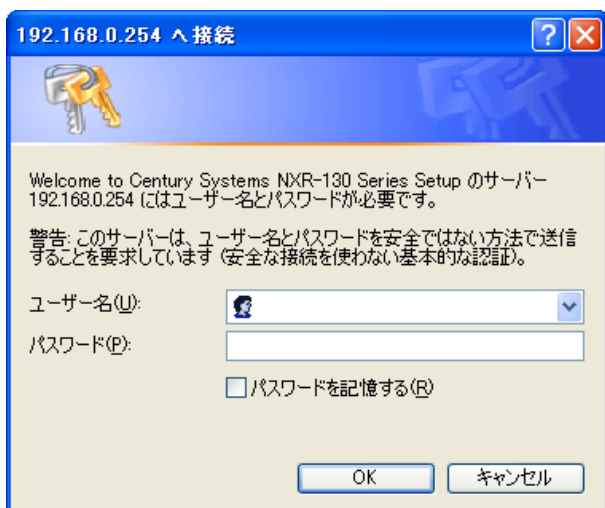 192.168.0.254 へ接続
Welcome to Century Systems NXR-130 Series Setup のサーバー
192.168.0.254 にはユーザー名とパスワードが必要です。
警告: このサーバーは、ユーザー名とパスワードを安全ではない方法で送信
することを要求しています (安全な接続を使わない基本的な認証)。
ユーザー名(U):
パスワード(P):
パスワードを記憶する(R)
OK キャンセル